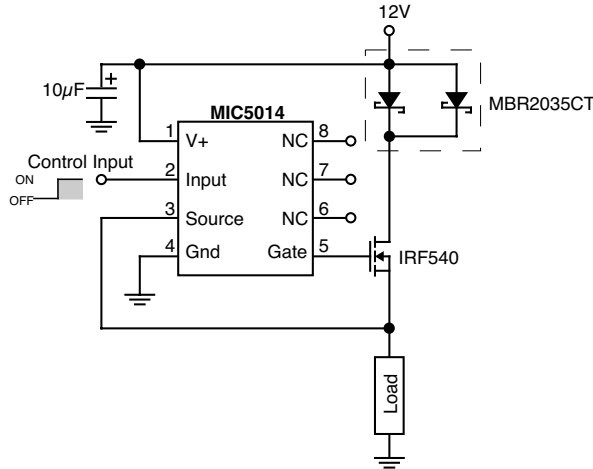 12V
10µF
+
MBR2035CT
MIC5014
1
V+
NC
8
Control Input
ON
OFF
2
Input
NC
7
3
Source
NC
6
4
Gnd
Gate
5
IRF540
Load